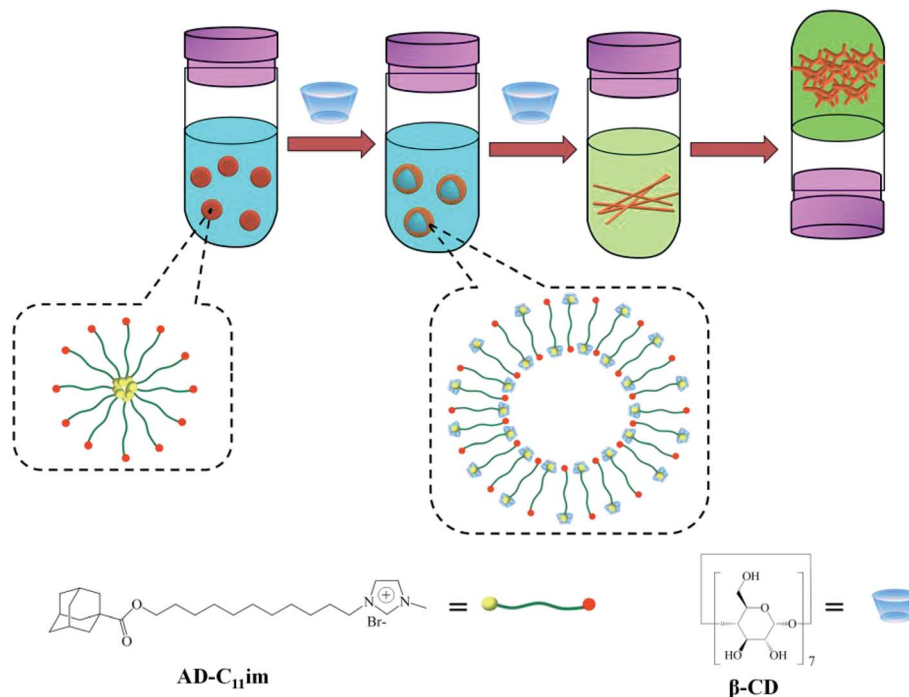 O
O
N
+
N
Br-
=
OH
O
O
HO
OH
7
=
AD-C₁₁im
β-CD